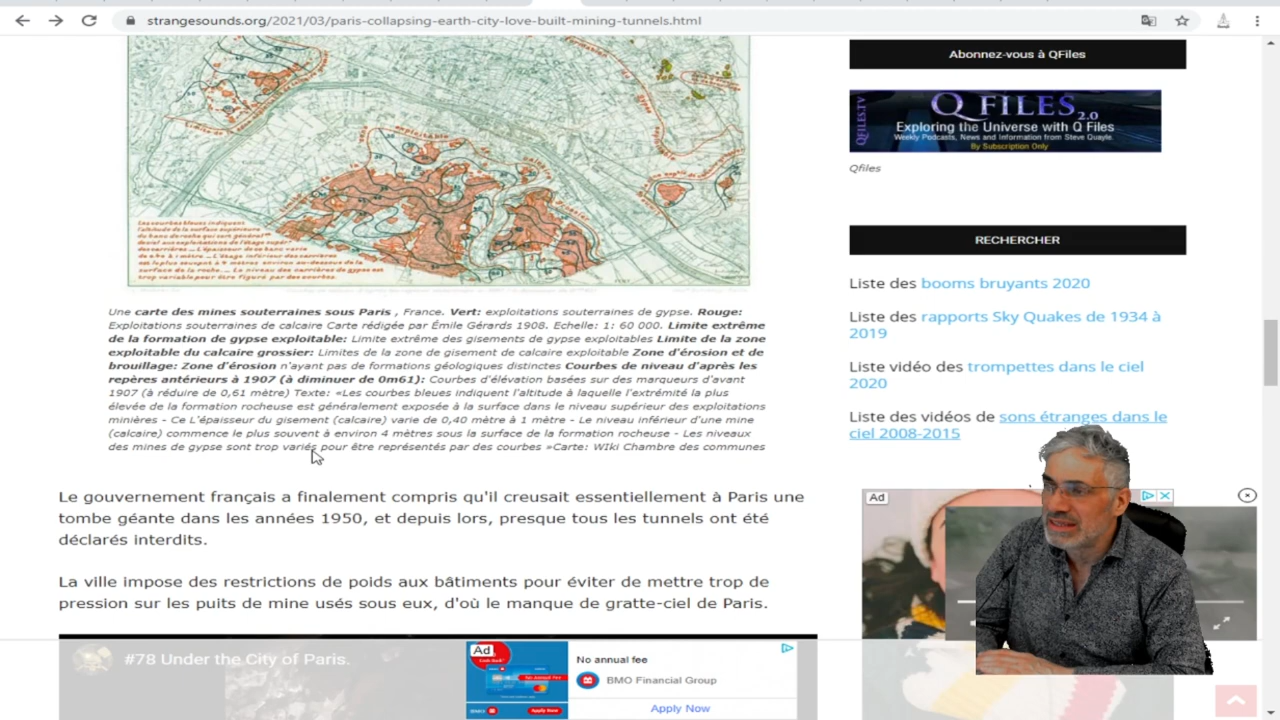 strangesounds.org/2021/03/paris-collapsing-earth-city-love-built-mining-tunnels.html
Les courbes bleues indiquent
l'altitude de la surface supérieure
Une carte des mines souterraines sous Paris , France. Vert: exploitations souterraines de gypse. Rouge:
Exploitations souterraines de calcaire Carte rédigée par Émile Gérards 1908. Echelle: 1: 60 000. Limite extrême
de la formation de gypse exploitable: Limite extrême des gisements de gypse exploitables Limite de la zone
exploitable du calcaire grossier: Limites de la zone de gisement de calcaire exploitable Zone d'érosion et de
brouillage: Zone d'érosion n'ayant pas de formations géologiques distinctes Courbes de niveau d'après les
repères antérieurs à 1907 (à diminuer de 0m61): Courbes d'élévation basées sur des marqueurs d'avant
1907 (à réduire de 0,61 mètre) Texte: «Les courbes bleues indiquent l'altitude à laquelle l'extrémité la plus
élevée de la formation rocheuse est généralement exposée à la surface dans le niveau supérieur des exploitations
minières - Ce L'épaisseur du gisement (calcaire) varie de 0,40 mètre à 1 mètre - Le niveau inférieur d'une mine
(calcaire) commence le plus souvent à environ 4 mètres sous la surface de la formation rocheuse - Les niveaux
des mines de gypse sont trop variés pour être représentés par des courbes »Carte: WIki Chambre des communes
Le gouvernement français a finalement compris qu'il creusait essentiellement à Paris une
tombe géante dans les années 1950, et depuis lors, presque tous les tunnels ont été
déclarés interdits.
La ville impose des restrictions de poids aux bâtiments pour éviter de mettre trop de
pression sur les puits de mine usés sous eux, d'où le manque de gratte-ciel de Paris.
#78 Under the City of Paris.
Ad
No annual fee
BMO Financial Group
Apply Now
Abonnez-vous à QFiles
QFILES.TV
Q FILES 2.0
Exploring the Universe with Q Files
Weekly Podcasts, News and Information from Steve Quayle.
By Subscription Only
Qfiles
RECHERCHER
Liste des booms bruyants 2020
Liste des rapports Sky Quakes de 1934 à
2019
Liste vidéo des trompettes dans le ciel
2020
Liste des vidéos de sons étranges dans le
ciel 2008-2015
Ad